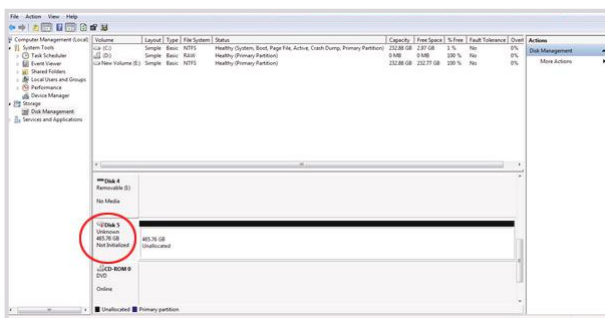 File Action View Help
Computer Management (Local)
System Tools
Task Scheduler
Event Viewer
Shared Folders
Local Users and Groups
Performance
Device Manager
Storage
Disk Management
Services and Applications
Volume Layout Type File System Status Capacity Free Space % Free Fault Tolerance Overl
(C:) Simple Basic NTFS Healthy (System, Boot, Page File, Active, Crash Dump, Primary Partition) 232.88 GB 2.87 GB 1 % No 0%
(D:) Simple Basic RAW Healthy (Primary Partition) 0 MB 0 MB 100 % No 0%
New Volume (E:) Simple Basic NTFS Healthy (Primary Partition) 232.88 GB 232.77 GB 100 % No 0%
Actions
Disk Management
More Actions
Disk 4
Removable
No Media
Disk 5
Unknown
465.76 GB
Not Initialized
465.76 GB
Unallocated
CD-ROM 0
DVD
Online
Unallocated Primary partition